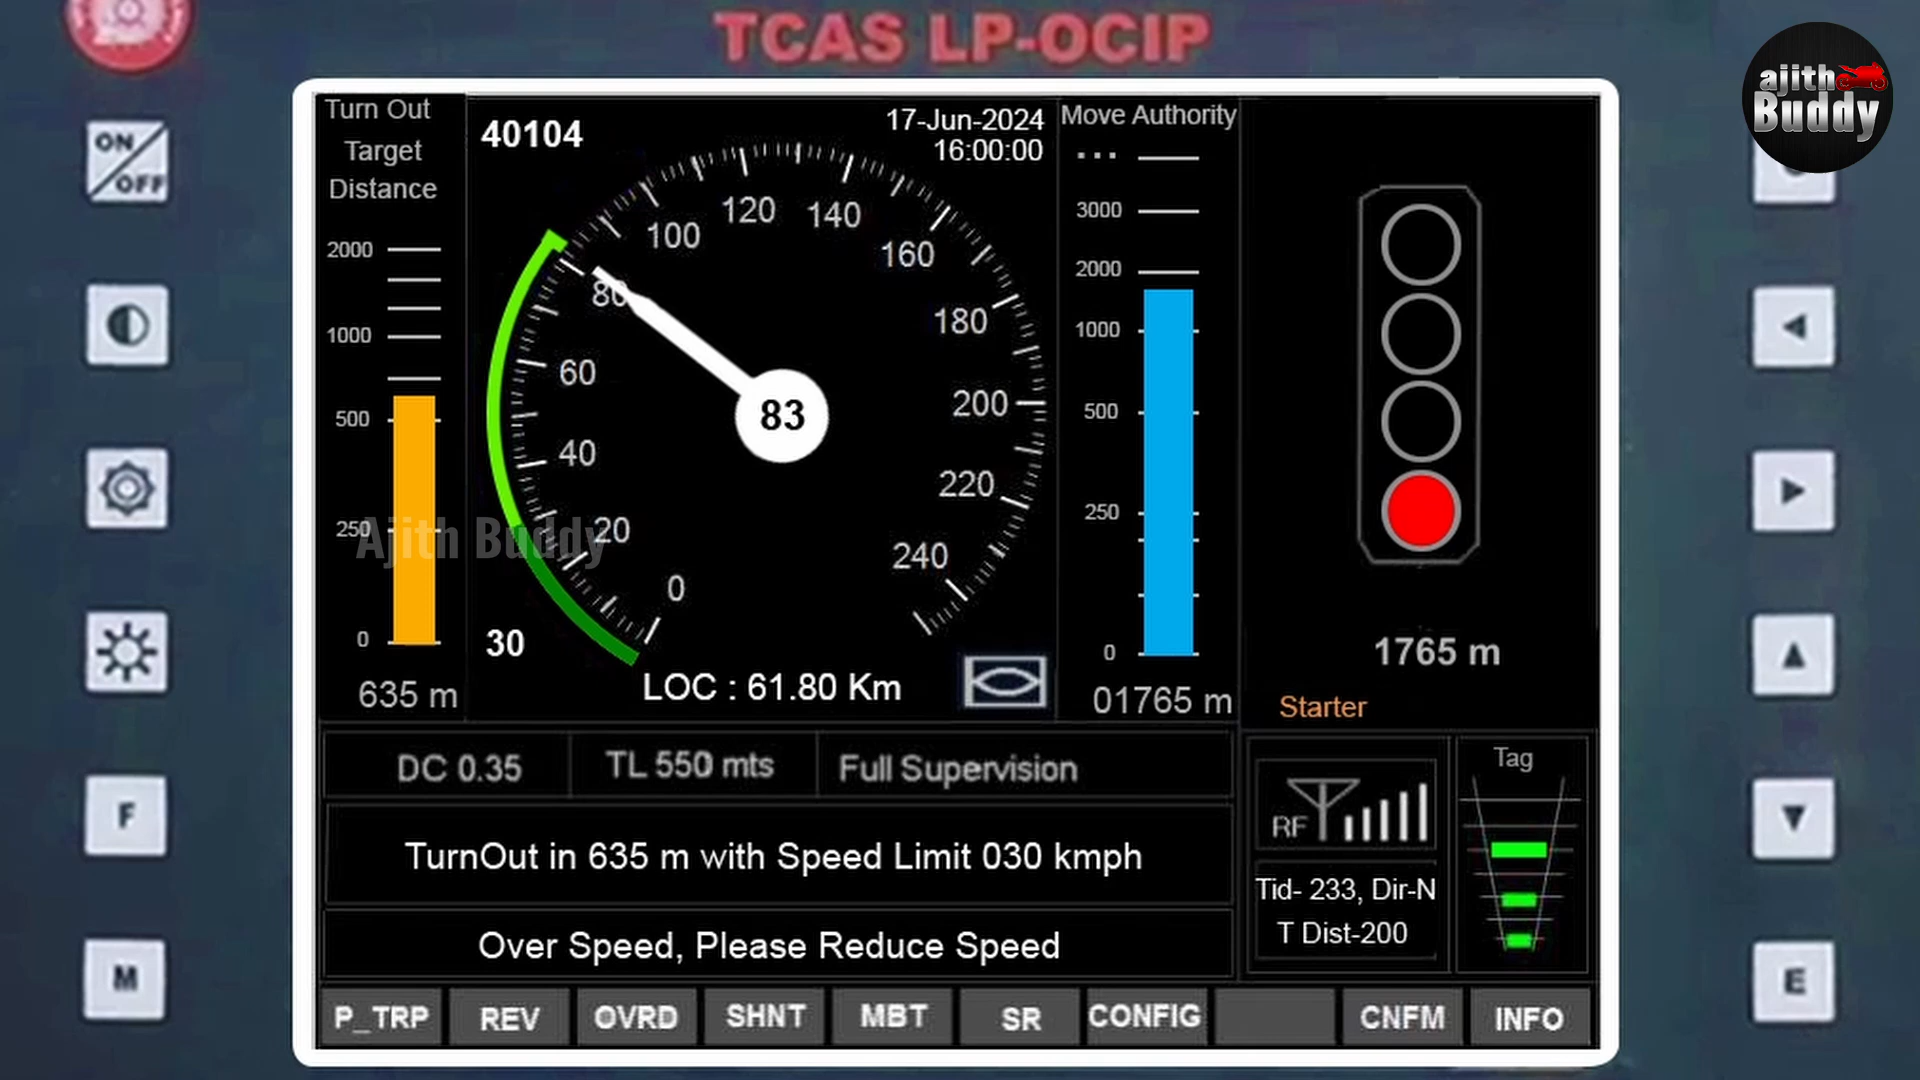 TCAS LP-OCIP
ajith
Buddy
ON
OFF
F
M
E
Turn Out
Target
Distance
2000
1000
500
250
0
635 m
40104
17-Jun-2024
16:00:00
0
20
40
60
80
100
120
140
160
180
200
220
240
83
30
LOC : 61.80 Km
Ajith Buddy
Move Authority
...
3000
2000
1000
500
250
0
01765 m
1765 m
Starter
DC 0.35
TL 550 mts
Full Supervision
TurnOut in 635 m with Speed Limit 030 kmph
Over Speed, Please Reduce Speed
RF
Tid- 233, Dir-N
T Dist-200
Tag
P_TRP
REV
OVRD
SHNT
MBT
SR
CONFIG
CNFM
INFO